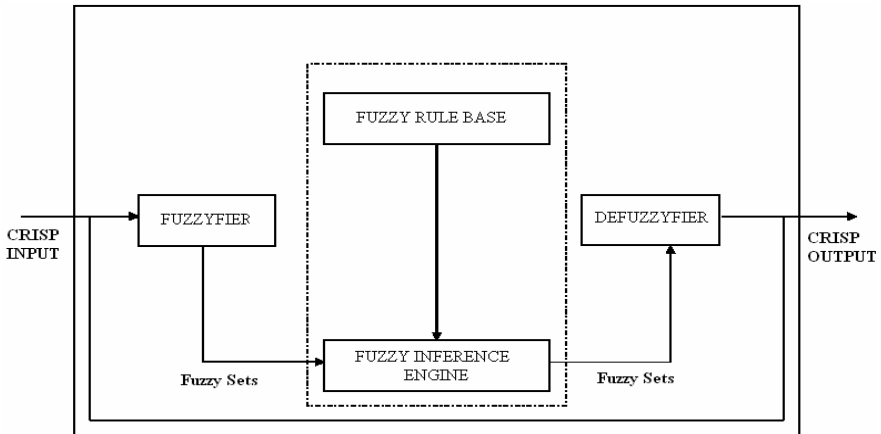 FUZZY RULE BASE
FUZZYFIER
DEFUZZYFIER
CRISP
INPUT
CRISP
OUTPUT
FUZZY INFERENCE
ENGINE
Fuzzy Sets
Fuzzy Sets